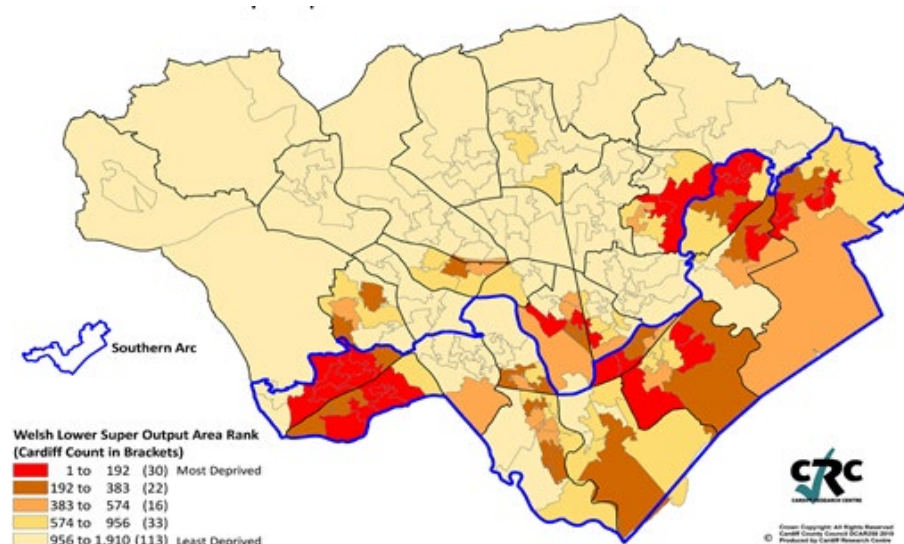 Southern Arc
Welsh Lower Super Output Area Rank
(Cardiff Count in Brackets)
1 to 192 (30) Most Deprived
192 to 383 (22)
383 to 574 (16)
574 to 956 (33)
956 to 1,910 (113) Least Deprived
CRC
CARDIFF RESEARCH CENTRE
Crown Copyright: All Rights Reserved
Cardiff County Council DCAR258 2010
© Produced by Cardiff Research Centre